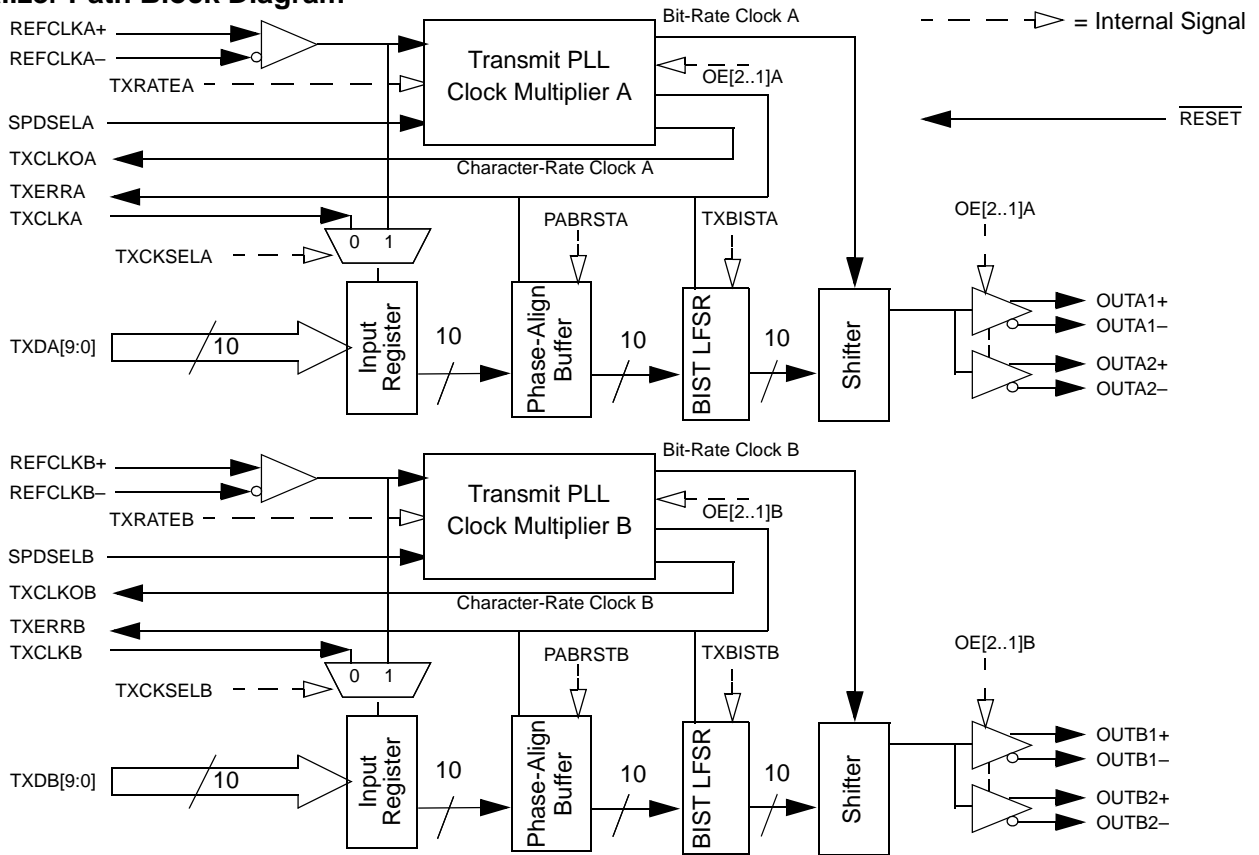 Path Block Diagram
Bit-Rate Clock A
= Internal Signal
REFCLKA+
REFCLKA–
Transmit PLL
Clock Multiplier A
TXRATEA
OE[2..1]A
SPDSELA
RESET
TXCLKOA
Character-Rate Clock A
TXERRA
TXCLKA
PABRSTA
TXBISTA
OE[2..1]A
0 1
TXCKSELA
TXDA[9:0]
10
Input
Register
10
Phase-Align
Buffer
10
BIST LFSR
10
Shifter
OUTA1+
OUTA1–
OUTA2+
OUTA2–
Bit-Rate Clock B
REFCLKB+
REFCLKB–
Transmit PLL
Clock Multiplier B
TXRATEB
OE[2..1]B
SPDSELB
TXCLKOB
Character-Rate Clock B
TXERRB
TXCLKB
PABRSTB
TXBISTB
OE[2..1]B
0 1
TXCKSELB
TXDB[9:0]
10
Input
Register
10
Phase-Align
Buffer
10
BIST LFSR
10
Shifter
OUTB1+
OUTB1–
OUTB2+
OUTB2–